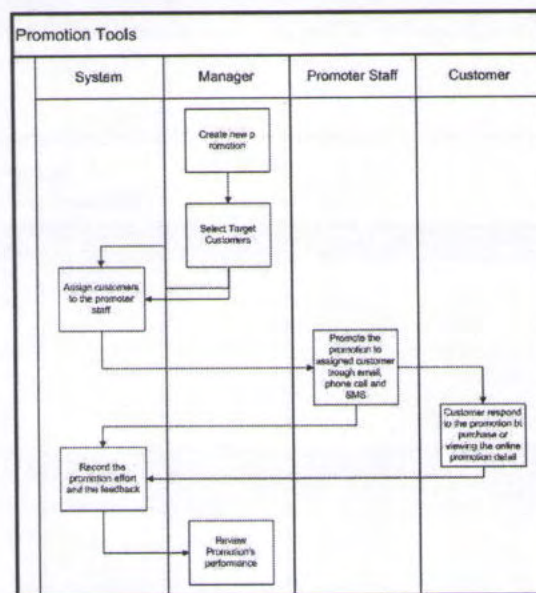 Promotion Tools
System
Manager
Promoter Staff
Customer
Create new p
romotion
Select Target
Customers
Assign customers
to the promoter
staff
Promote the
promotion to
assigned customer
trough email,
phone call and
SMS.
Customer respond
to the promotion bt
purchase or
viewing the online
promotion detail
Record the
promotion effort
and the feedback
Review
Promotion's
performance